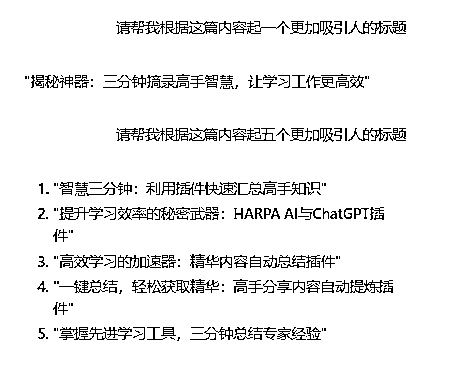 请帮我根据这篇内容起一个更加吸引人的标题
"揭秘神器：三分钟摘录高手智慧，让学习工作更高效"
请帮我根据这篇内容起五个更加吸引人的标题
1. "智慧三分钟：利用插件快速汇总高手知识"
2. "提升学习效率的秘密武器：HARPA AI与ChatGPT插
件"
3. "高效学习的加速器：精华内容自动总结插件"
4. "一键总结，轻松获取精华：高手分享内容自动提炼插
件"
5. "掌握先进学习工具，三分钟总结专家经验"